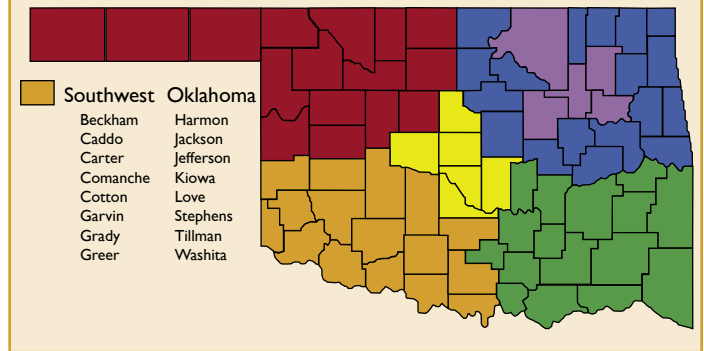 Southwest Oklahoma
Beckham
Caddo
Carter
Comanche
Cotton
Garvin
Grady
Greer
Harmon
Jackson
Jefferson
Kiowa
Love
Stephens
Tillman
Washita